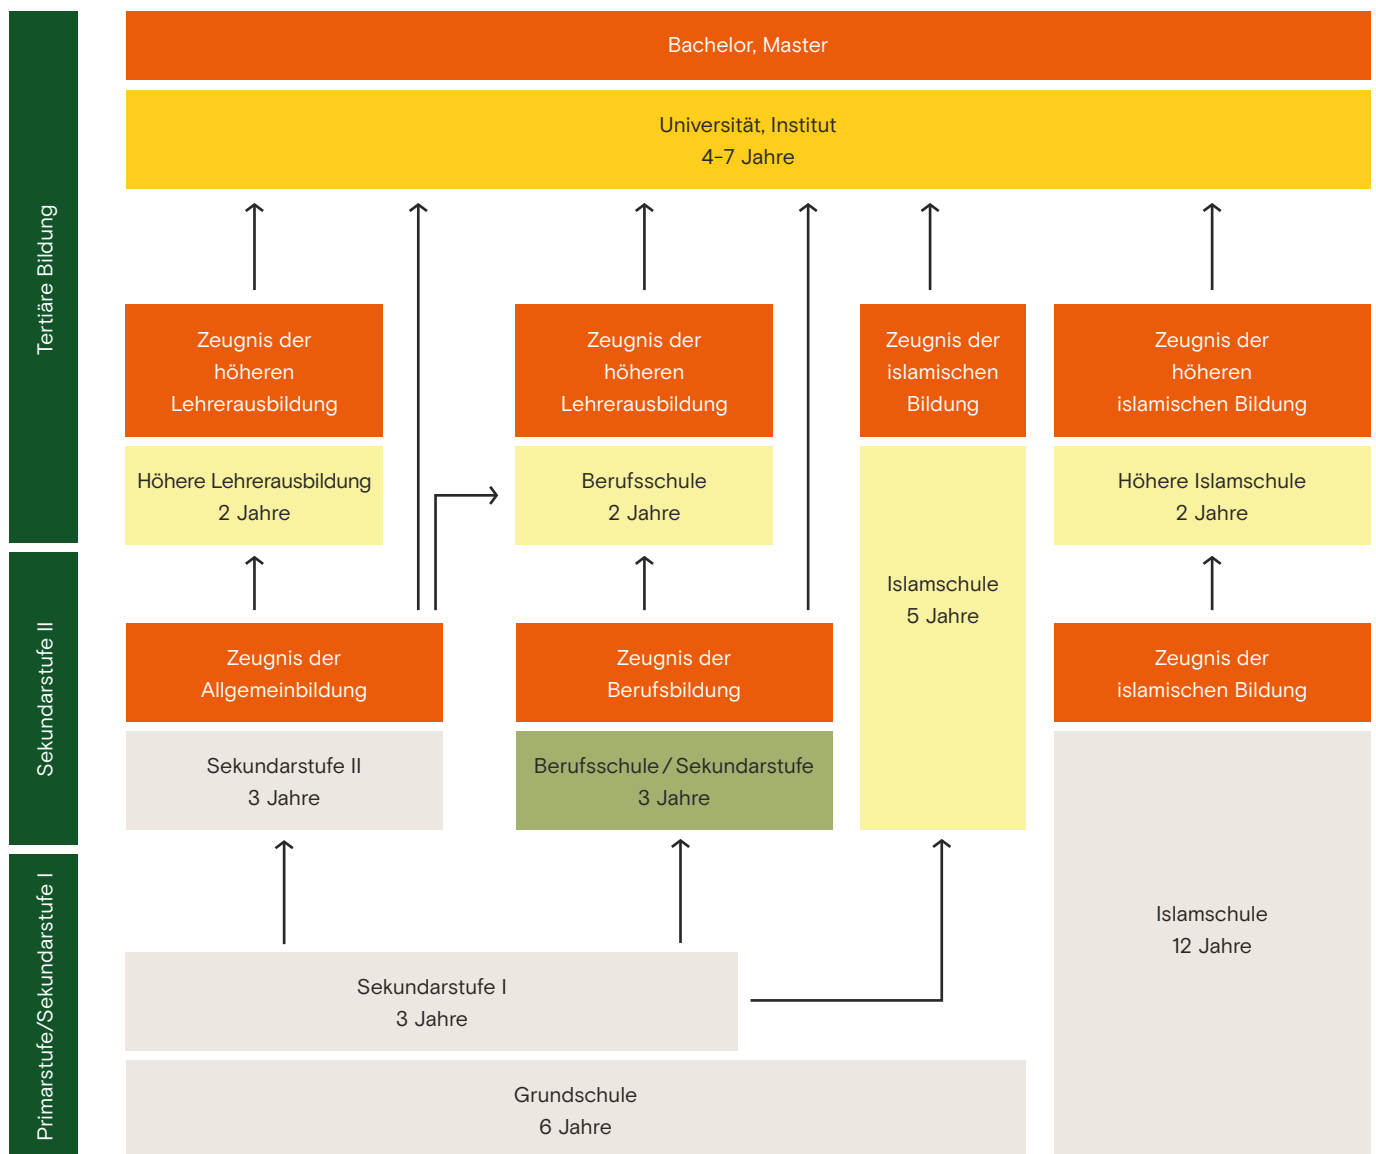 Bachelor, Master
Universität, Institut
4–7 Jahre
Tertiäre Bildung
Zeugnis der
höheren
Lehrerausbildung
Zeugnis der
höheren
Lehrerausbildung
Zeugnis der
islamischen
Bildung
Zeugnis der
höheren
islamischen Bildung
Höhere Lehrerausbildung
2 Jahre
Berufsschule
2 Jahre
Höhere Islamschule
2 Jahre
Islamschule
5 Jahre
Sekundarstufe II
Zeugnis der
Allgemeinbildung
Zeugnis der
Berufsbildung
Zeugnis der
islamischen Bildung
Sekundarstufe II
3 Jahre
Berufsschule / Sekundarstufe
3 Jahre
Islamschule
12 Jahre
Primarstufe/Sekundarstufe I
Sekundarstufe I
3 Jahre
Grundschule
6 Jahre